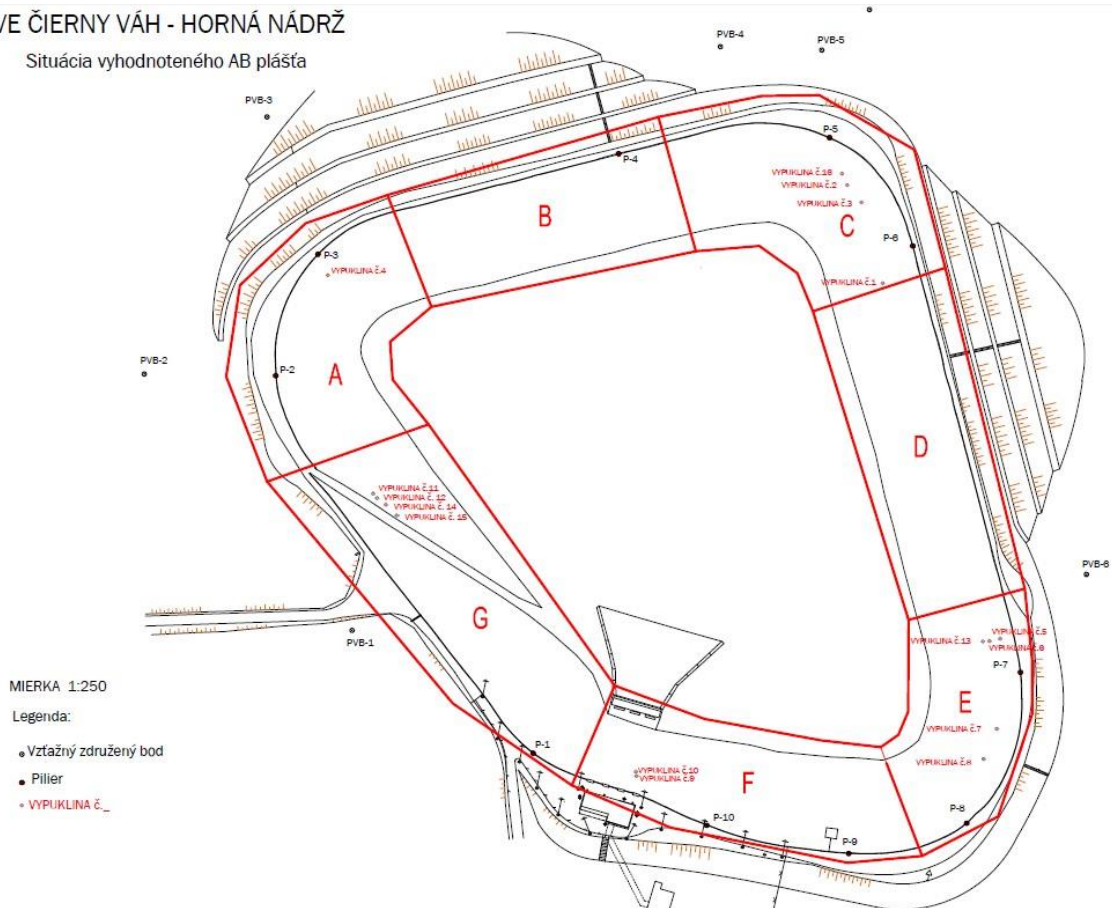 VE ČIERNY VÁH - HORNÁ NÁDRŽ
Situácia vyhodnoteného AB plášťa
PVB-4
PVB-5
PVB-3
P-5
P-4
VYPUKLINA č.18
VYPUKLINA č.2
VYPUKLINA č.3
B
C
P-6
P-3
VYPUKLINA č.4
VYPUKLINA č.1
PVB-2
P-2
A
D
VYPUKLINA č.11
VYPUKLINA č. 12
VYPUKLINA č. 14
VYPUKLINA č. 15
PVB-6
G
PVB-1
VYPUKLINA č.5
VYPUKLINA č.13
VYPUKLINA č.6
P-7
MIERKA 1:250
Legenda:
E
VYPUKLINA č.7
Vzťažný združený bod
P-1
VYPUKLINA č.8
VYPUKLINA č.10
VYPUKLINA č.9
F
Pilier
VYPUKLINA č._
P-10
P-8
P-9